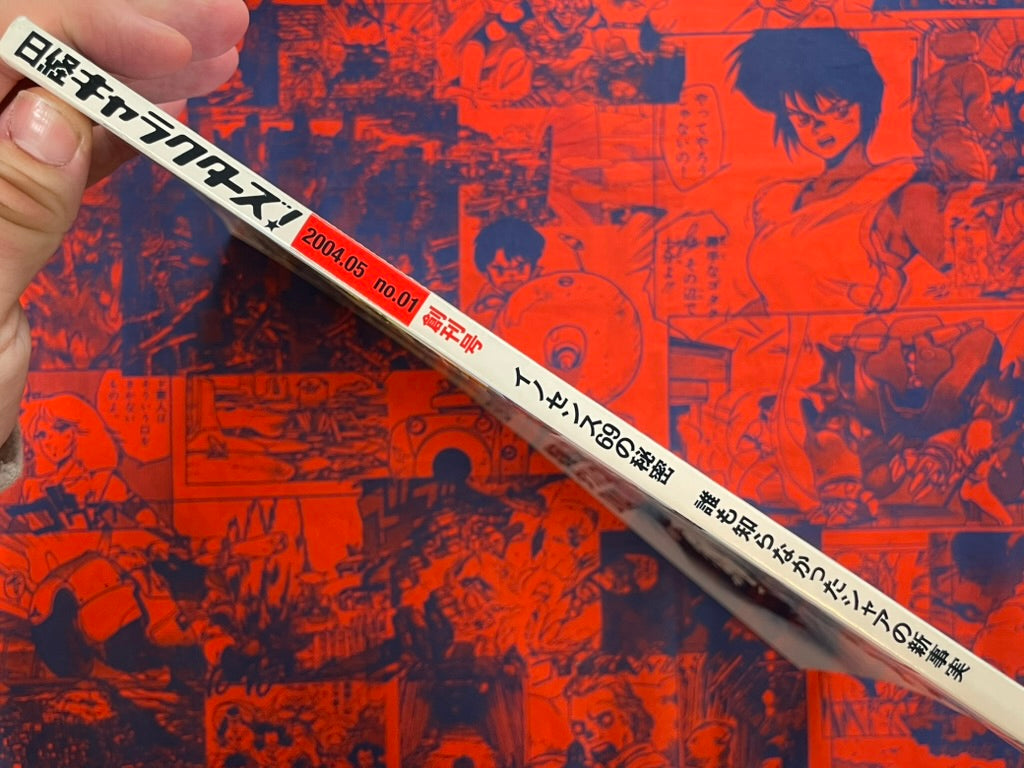 日経キャラクターズ!
2004.05 no.01
創刊号
イノセンス69の秘密 誰も知らなかったシャアの新事実